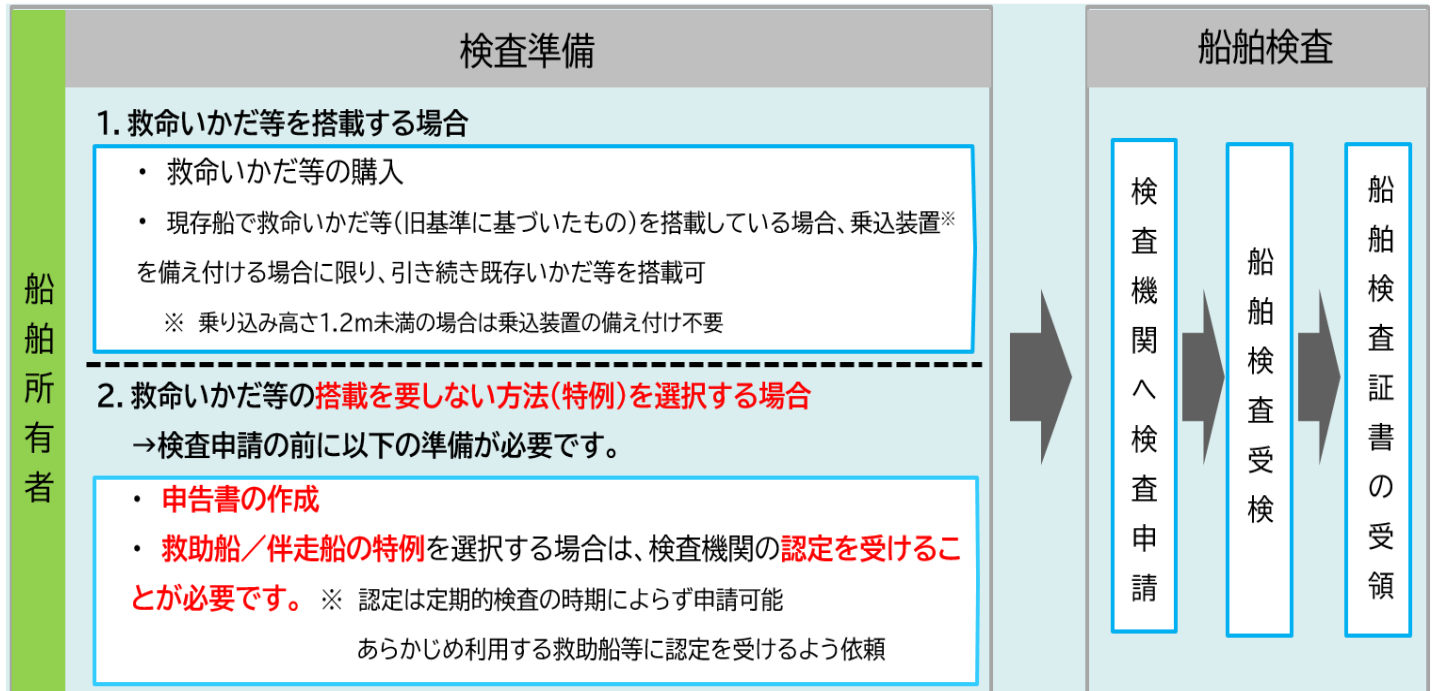 船舶所有者
検査準備
1. 救命いかだ等を搭載する場合
・ 救命いかだ等の購入
・ 現存船で救命いかだ等(旧基準に基づいたもの)を搭載している場合、乗込装置※
を備え付ける場合に限り、引き続き既存いかだ等を搭載可
※ 乗り込み高さ1.2m未満の場合は乗込装置の備え付け不要
2. 救命いかだ等の搭載を要しない方法(特例)を選択する場合
→検査申請の前に以下の準備が必要です。
・ 申告書の作成
・ 救助船/伴走船の特例を選択する場合は、検査機関の認定を受けるこ
とが必要です。 ※ 認定は定期的検査の時期によらず申請可能
あらかじめ利用する救助船等に認定を受けるよう依頼
船舶検査
検査機関へ検査申請
船舶検査受検
船舶検査証書の受領